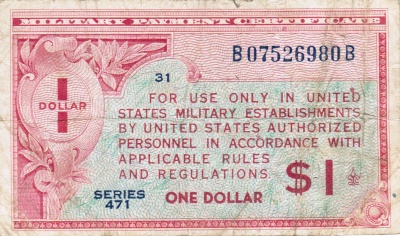 MILITARY PAYMENT CERTIFICATE
B07526980B
31
1
DOLLAR
FOR USE ONLY IN UNITED
STATES MILITARY ESTABLISHMENTS
BY UNITED STATES AUTHORIZED
PERSONNEL IN ACCORDANCE WITH
APPLICABLE RULES
AND REGULATIONS.
$1
SERIES
471
ONE DOLLAR